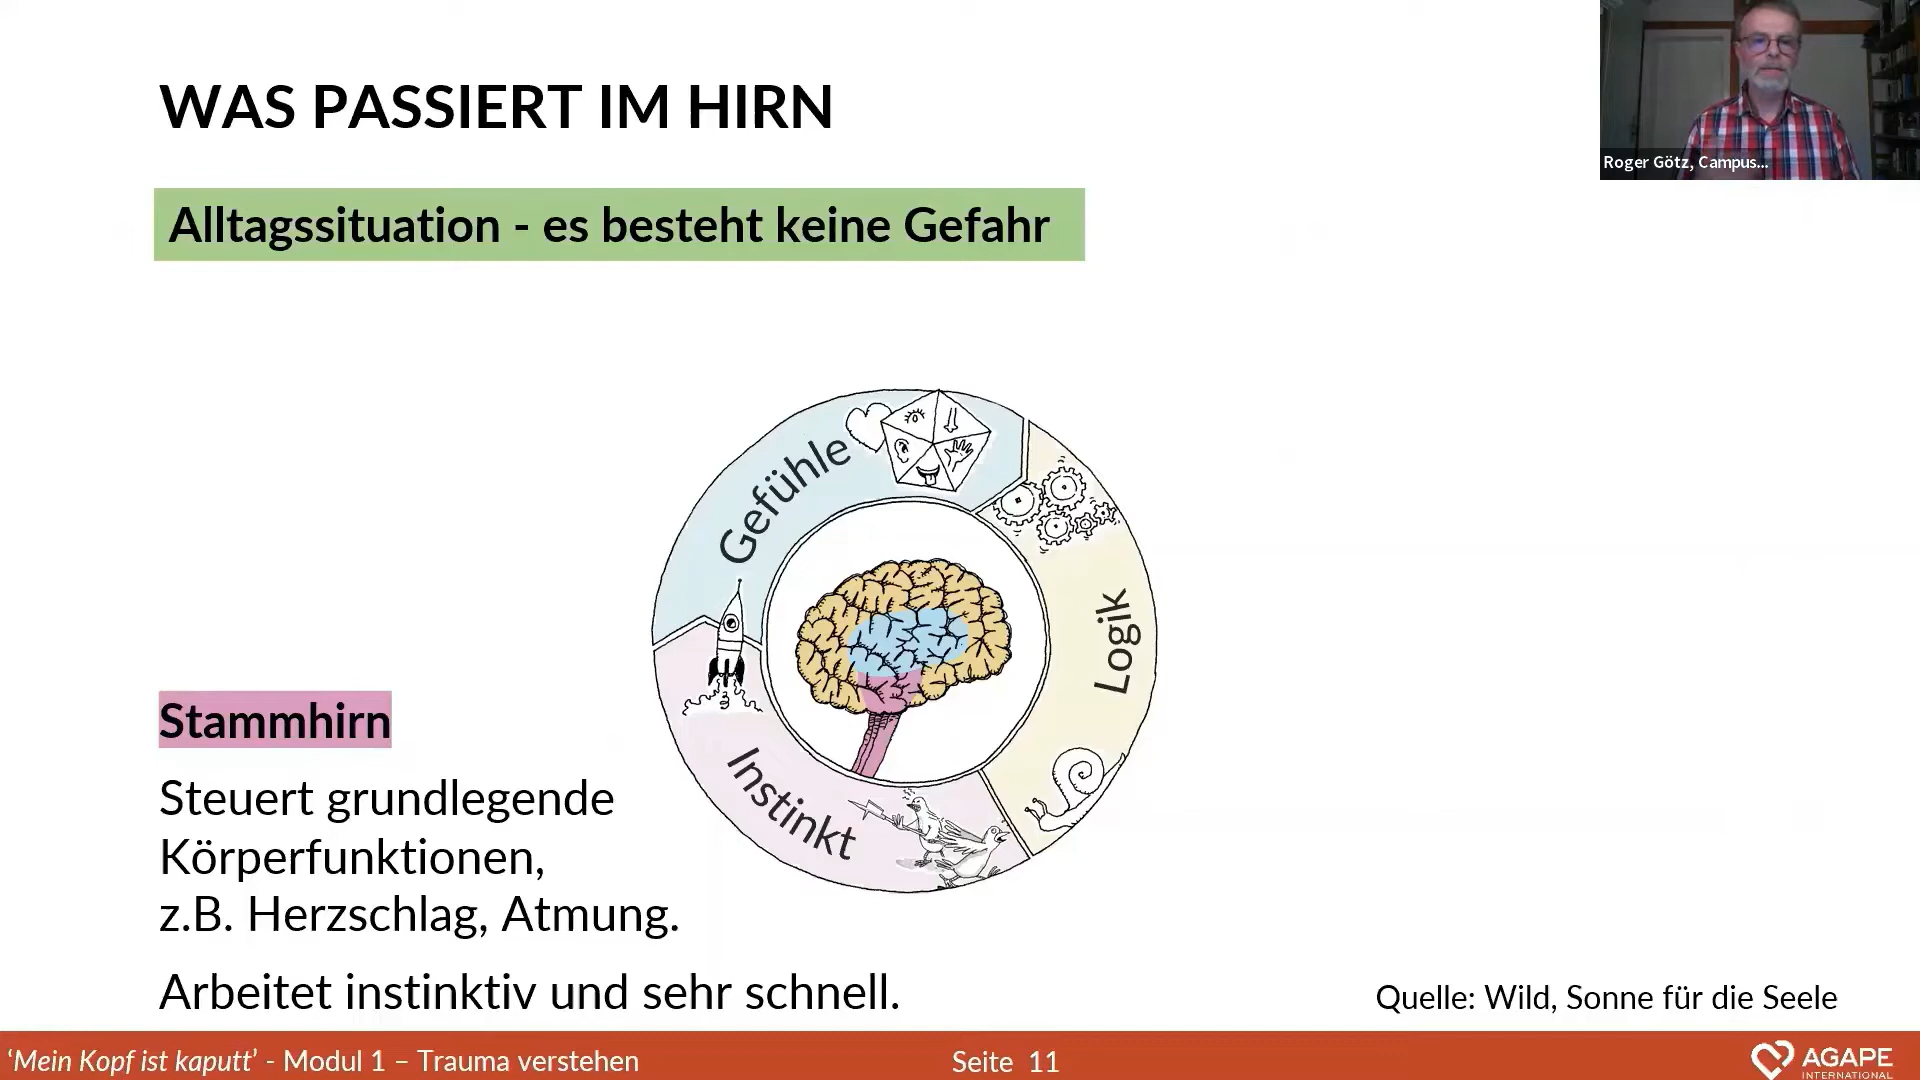 WAS PASSIERT IM HIRN
Roger Götz, Campus...
Alltagssituation - es besteht keine Gefahr
Gefühle
Logik
Instinkt
Stammhirn
Steuert grundlegende
Körperfunktionen,
z.B. Herzschlag, Atmung.
Arbeitet instinktiv und sehr schnell.
Quelle: Wild, Sonne für die Seele
‘Mein Kopf ist kaputt’ - Modul 1 – Trauma verstehen
Seite 11
AGAPE
INTERNATIONAL